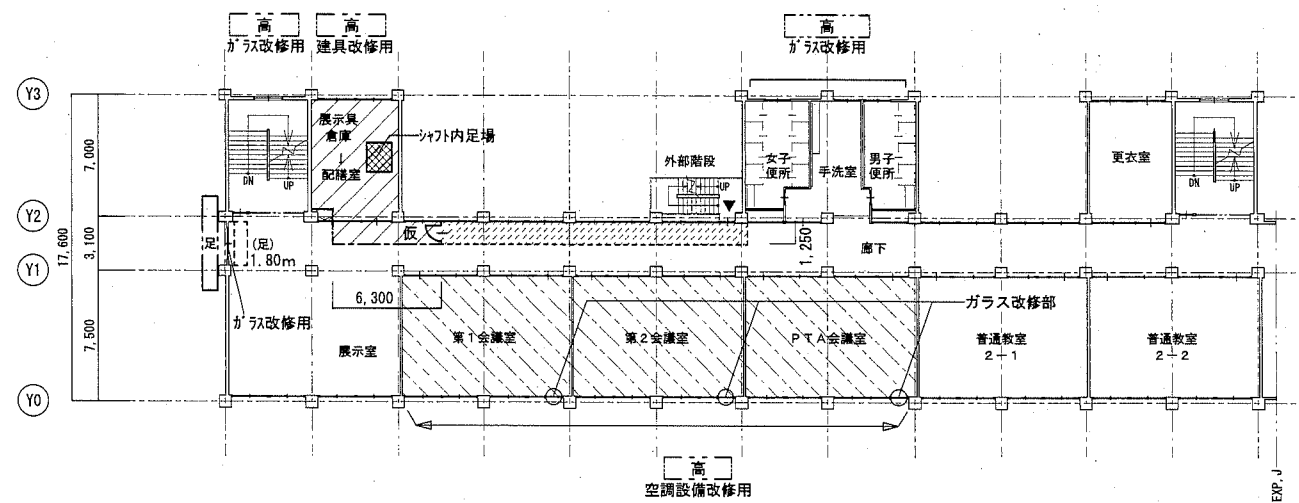 高
ガラス改修用
高
建具改修用
高
ガラス改修用
Y3
Y2
Y1
Y0
17,600
7,000
3,100
7,500
展示具
倉庫
↓
配膳室
シャフト内足場
DN
UP
外部階段
UP
女子
便所
手洗室
男子
便所
更衣室
DN
UP
足
(足)
1.80m
仮
1,250
廊下
6,300
ガラス改修用
展示室
第1会議室
第2会議室
PTA会議室
ガラス改修部
普通教室
2-1
普通教室
2-2
高
空調設備改修用
EXP.J